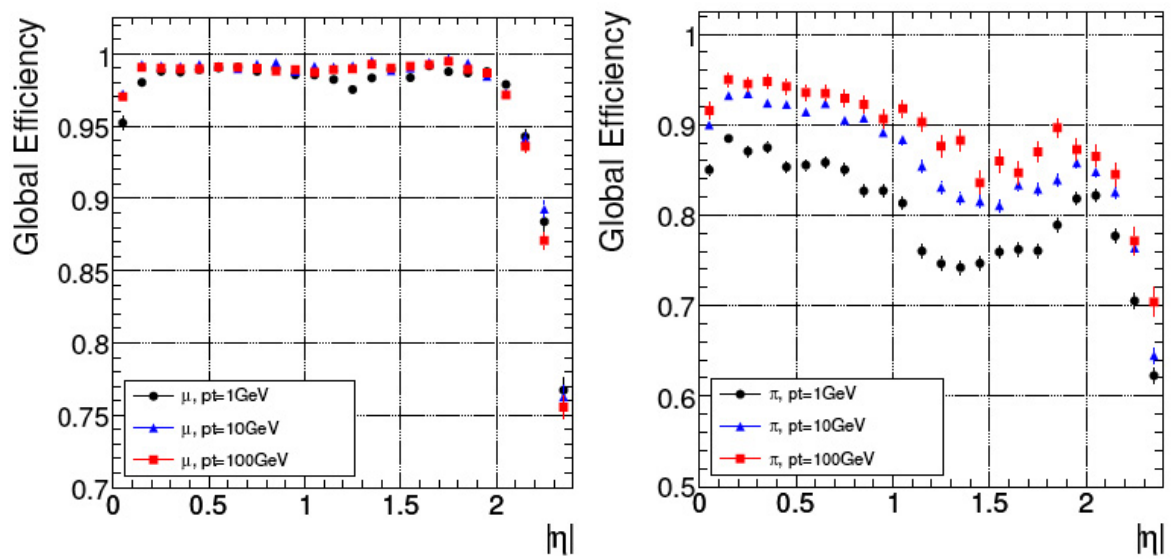 Global Efficiency
1
0.95
0.9
0.85
0.8
0.75
0.7
μ, pt=1GeV
μ, pt=10GeV
μ, pt=100GeV
0 0.5 1 1.5 2
|η|
Global Efficiency
1
0.9
0.8
0.7
0.6
0.5
π, pt=1GeV
π, pt=10GeV
π, pt=100GeV
0 0.5 1 1.5 2
|η|